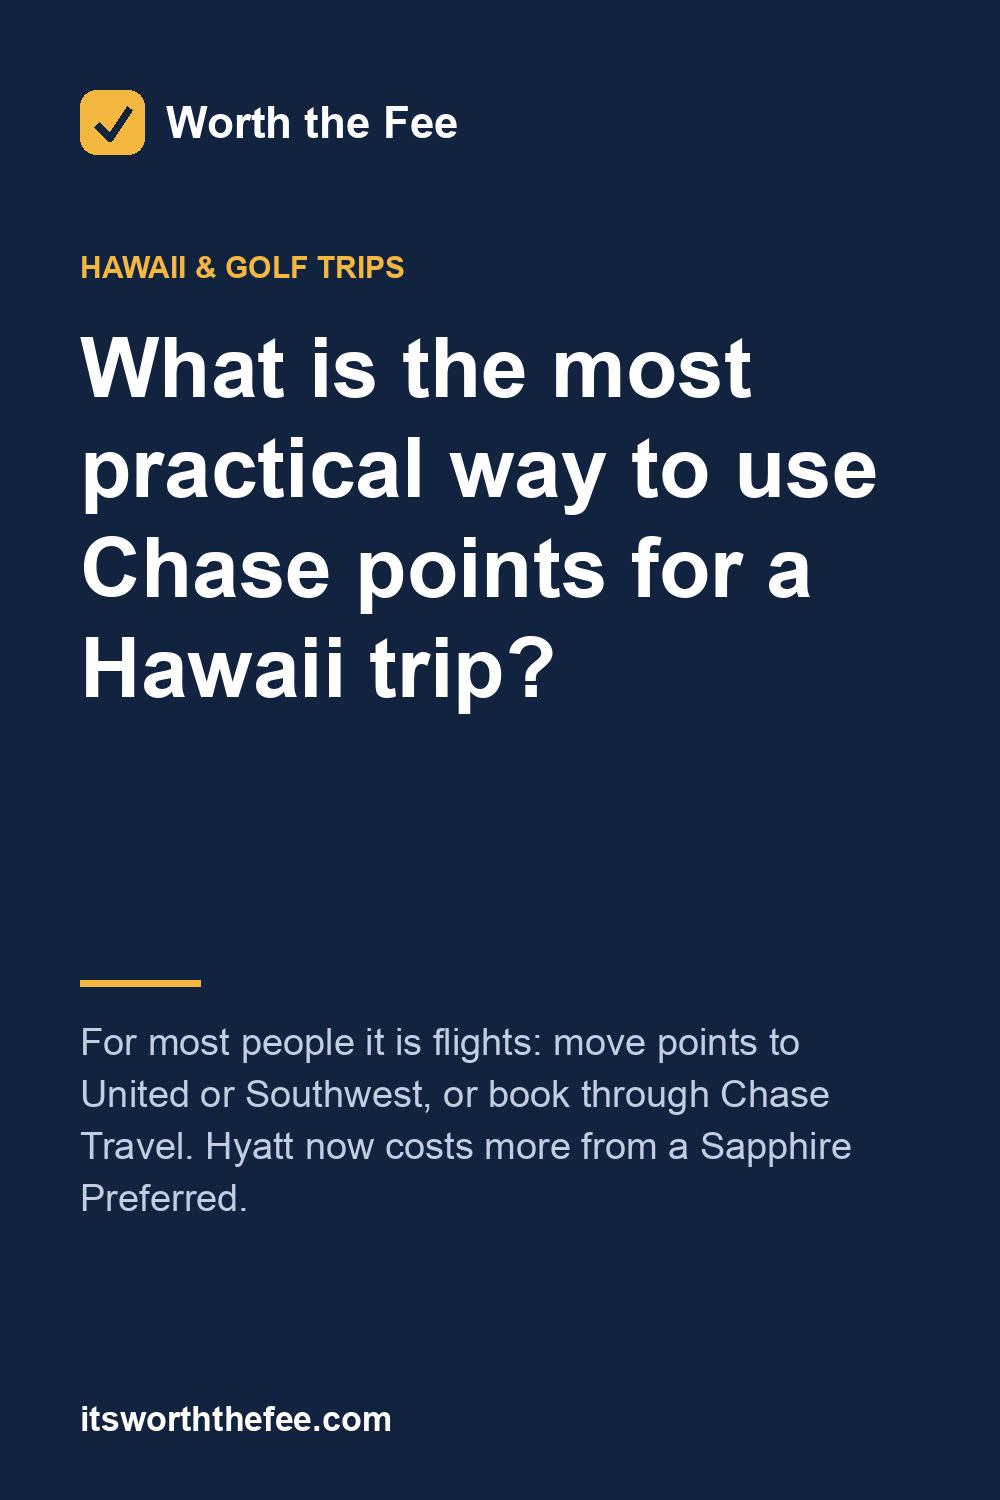 Worth the Fee
HAWAII & GOLF TRIPS
What is the most
practical way to use
Chase points for a
Hawaii trip?
For most people it is flights: move points to
United or Southwest, or book through Chase
Travel. Hyatt now costs more from a Sapphire
Preferred.
itsworththefee.com